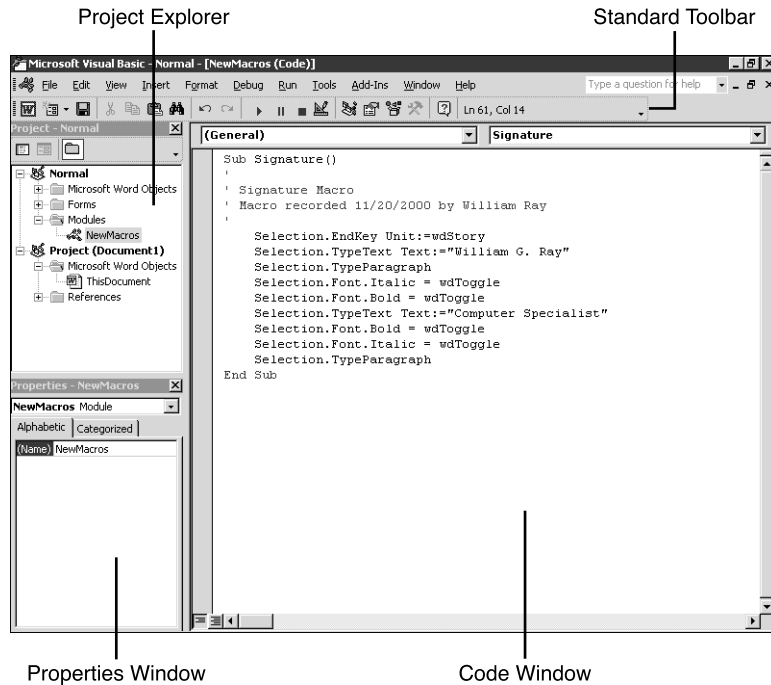 Project Explorer
Standard Toolbar
Microsoft Visual Basic - Normal - [NewMacros (Code)]
File Edit View Insert Format Debug Run Tools Add-Ins Window Help
Type a question for help
Ln 61, Col 14
Project - Normal
Normal
Microsoft Word Objects
Forms
Modules
NewMacros
Project (Document1)
Microsoft Word Objects
ThisDocument
References
Properties - NewMacros
NewMacros Module
Alphabetic Categorized
(Name) NewMacros
(General) Signature
Sub Signature()
'
' Signature Macro
' Macro recorded 11/20/2000 by William Ray
'
Selection.EndKey Unit:=wdStory
Selection.TypeText Text:="William G. Ray"
Selection.TypeParagraph
Selection.Font.Italic = wdToggle
Selection.Font.Bold = wdToggle
Selection.TypeText Text:="Computer Specialist"
Selection.Font.Bold = wdToggle
Selection.Font.Italic = wdToggle
Selection.TypeParagraph
End Sub
Properties Window
Code Window